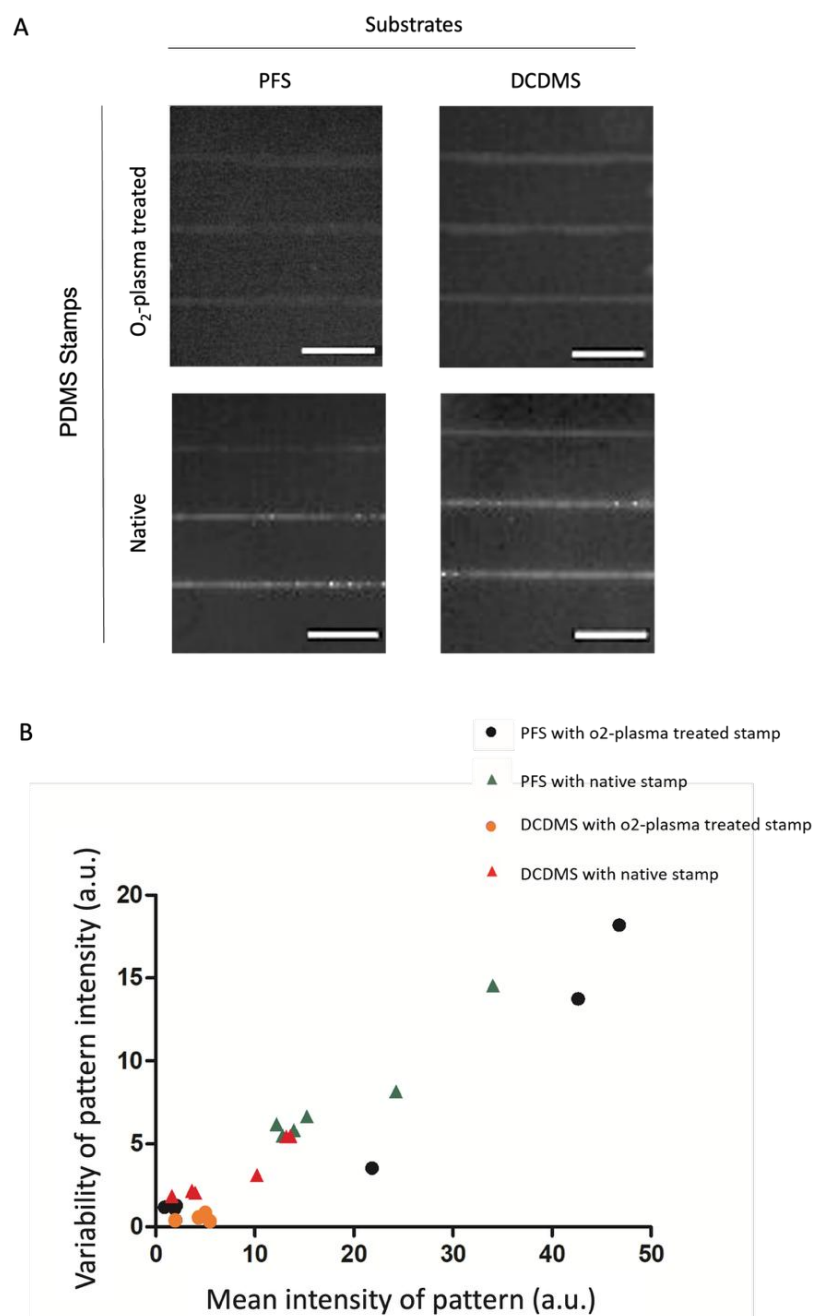 A
Substrates
PFS
DCDMS
PDMS Stamps
O₂-plasma treated
Native
B
PFS with o2-plasma treated stamp
PFS with native stamp
DCDMS with o2-plasma treated stamp
DCDMS with native stamp
Variability of pattern intensity (a.u.)
20
15
10
5
0
0 10 20 30 40 50
Mean intensity of pattern (a.u.)